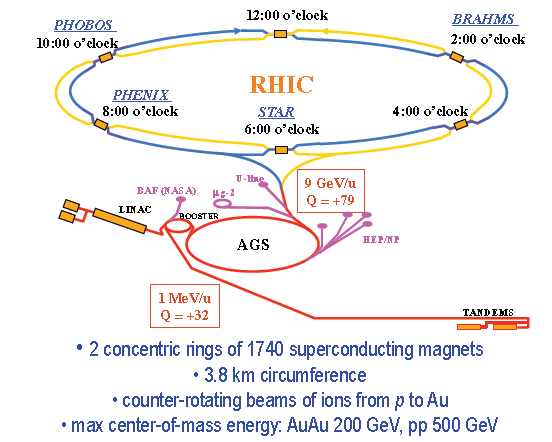 12:00 o'clock
PHOBOS
10:00 o'clock
BRAHMS
2:00 o'clock
RHIC
PHENIX
8:00 o'clock
STAR
6:00 o'clock
4:00 o'clock
U-line
9 GeV/u
Q = +79
BAF (NASA)
μg-2
LINAC
BOOSTER
AGS
HEP/NP
1 MeV/u
Q = +32
TANDEMS
• 2 concentric rings of 1740 superconducting magnets
• 3.8 km circumference
• counter-rotating beams of ions from p to Au
• max center-of-mass energy: AuAu 200 GeV, pp 500 GeV